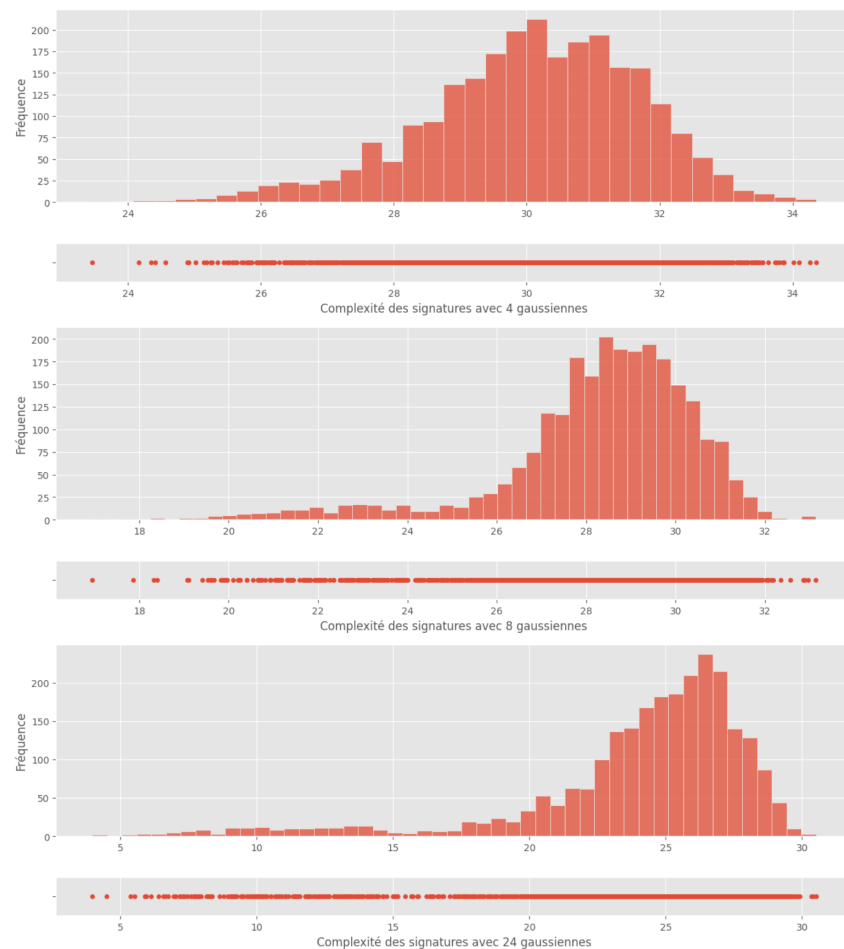 Fréquence
200
175
150
125
100
75
50
25
0
24 26 28 30 32 34
24 26 28 30 32 34
Complexité des signatures avec 4 gaussiennes
Fréquence
200
175
150
125
100
75
50
25
0
18 20 22 24 26 28 30 32
18 20 22 24 26 28 30 32
Complexité des signatures avec 8 gaussiennes
Fréquence
200
150
100
50
0
5 10 15 20 25 30
5 10 15 20 25 30
Complexité des signatures avec 24 gaussiennes